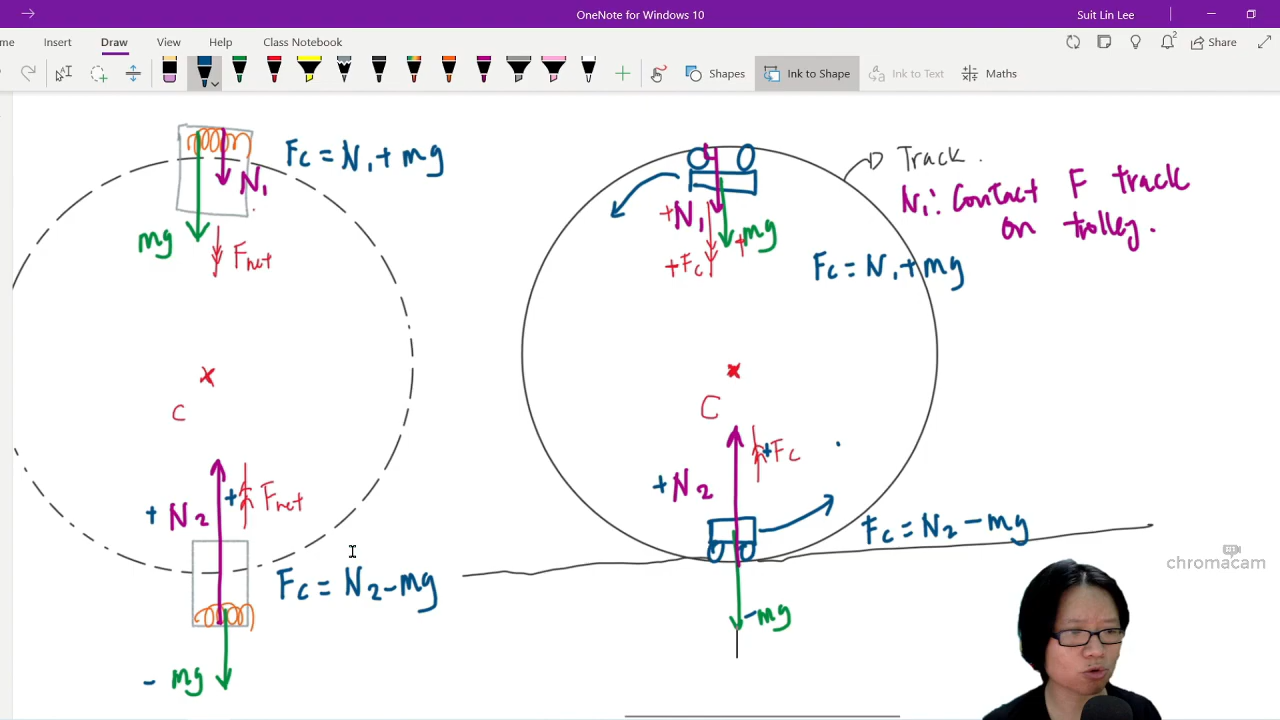 OneNote for Windows 10
Suit Lin Lee
me
Insert
Draw
View
Help
Class Notebook
Share
Shapes
Ink to Shape
Ink to Text
Maths
Fc = N₁ + mg
N₁
mg
Fnet
C
+ N₂
+
Fnet
Fc = N₂ - mg
- mg
Track.
N₁: Contact F track
on trolley.
+N₁
+mg
+Fc
Fc = N₁ + mg
C
+Fc
+N₂
Fc = N₂ - mg
-mg
chromacam